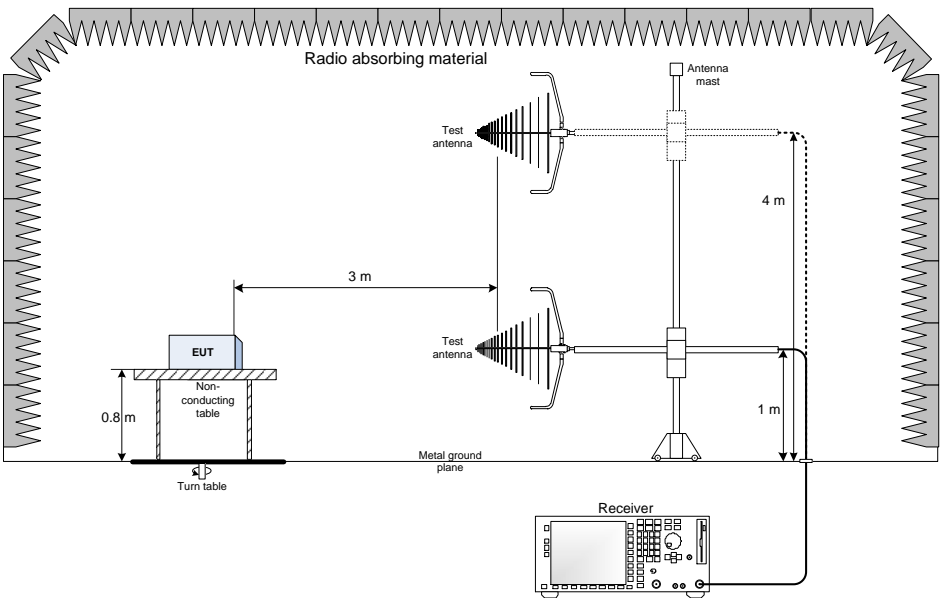 Radio absorbing material
Antenna
mast
Test
antenna
4 m
3 m
Test
antenna
EUT
Non-
conducting
table
0.8 m
1 m
Metal ground
plane
Turn table
Receiver